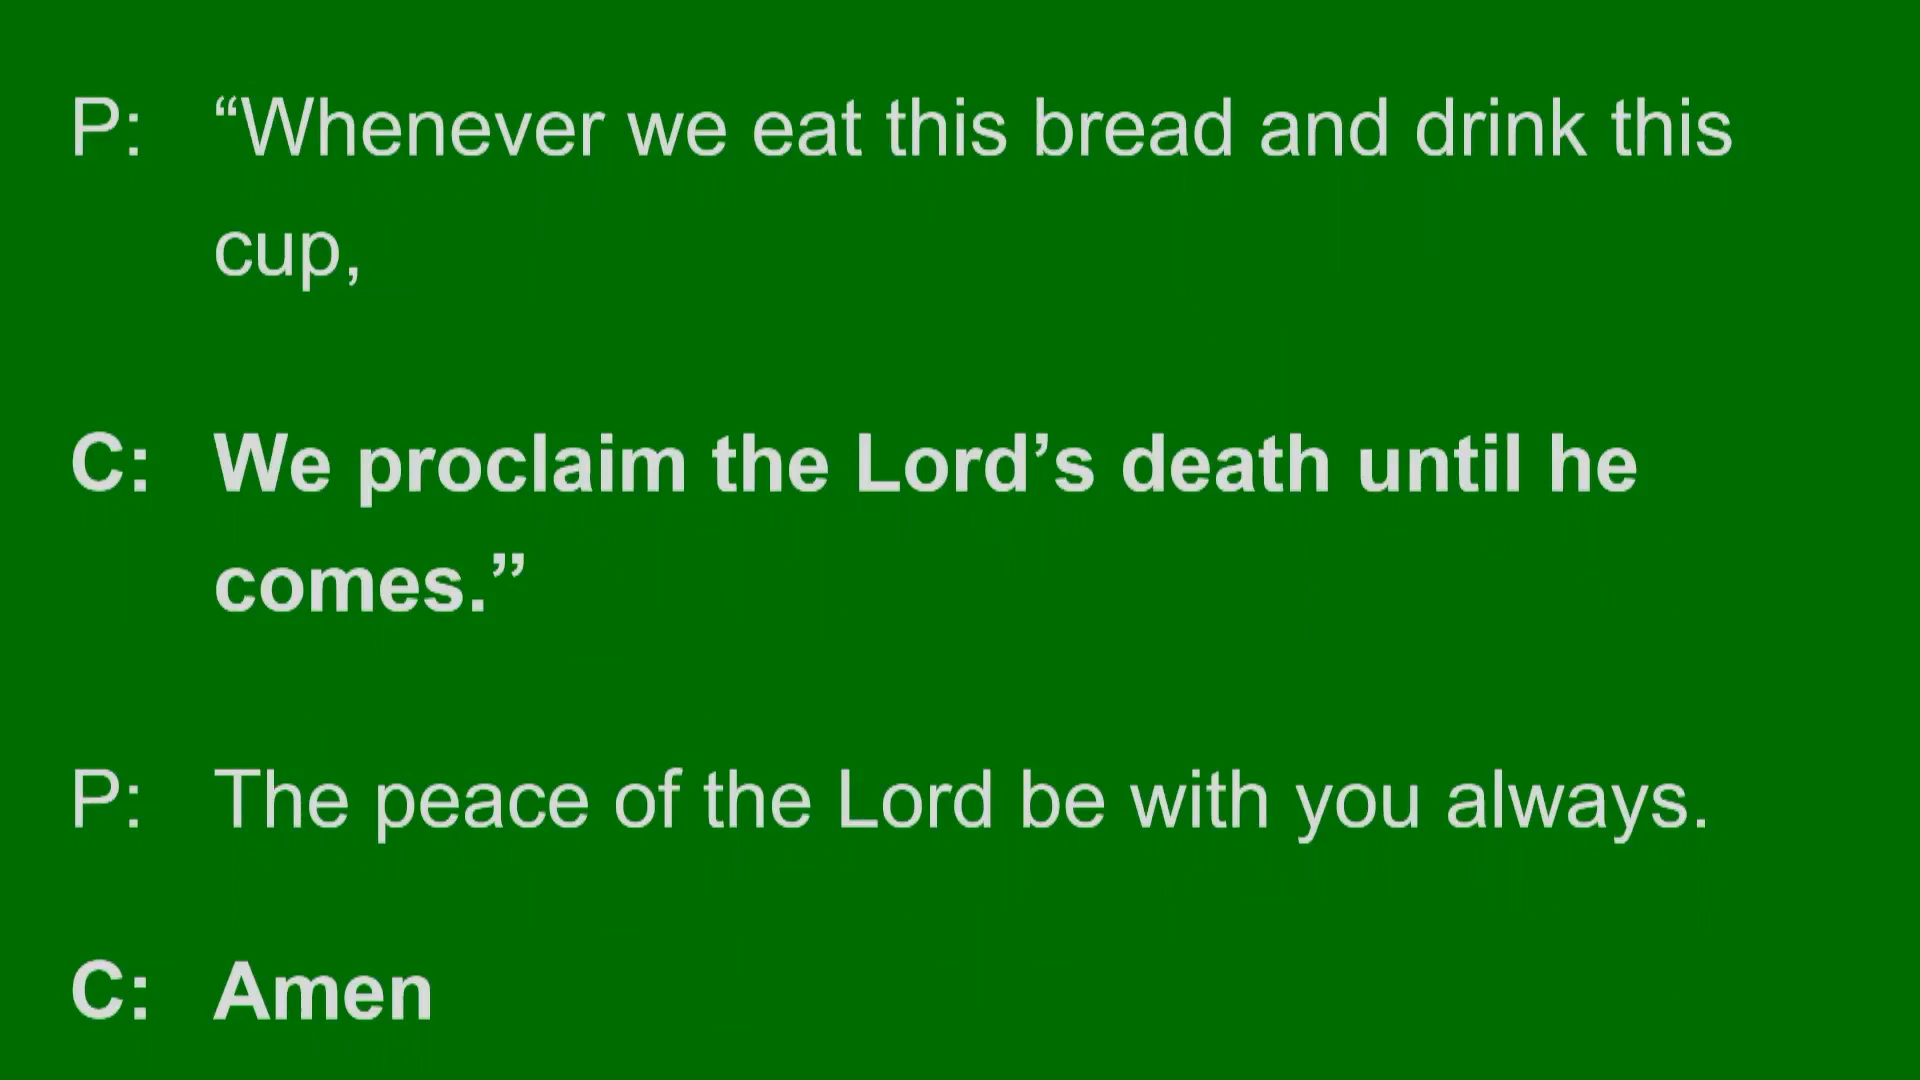 P: “Whenever we eat this bread and drink this
cup,
C: We proclaim the Lord’s death until he
comes.”
P: The peace of the Lord be with you always.
C: Amen